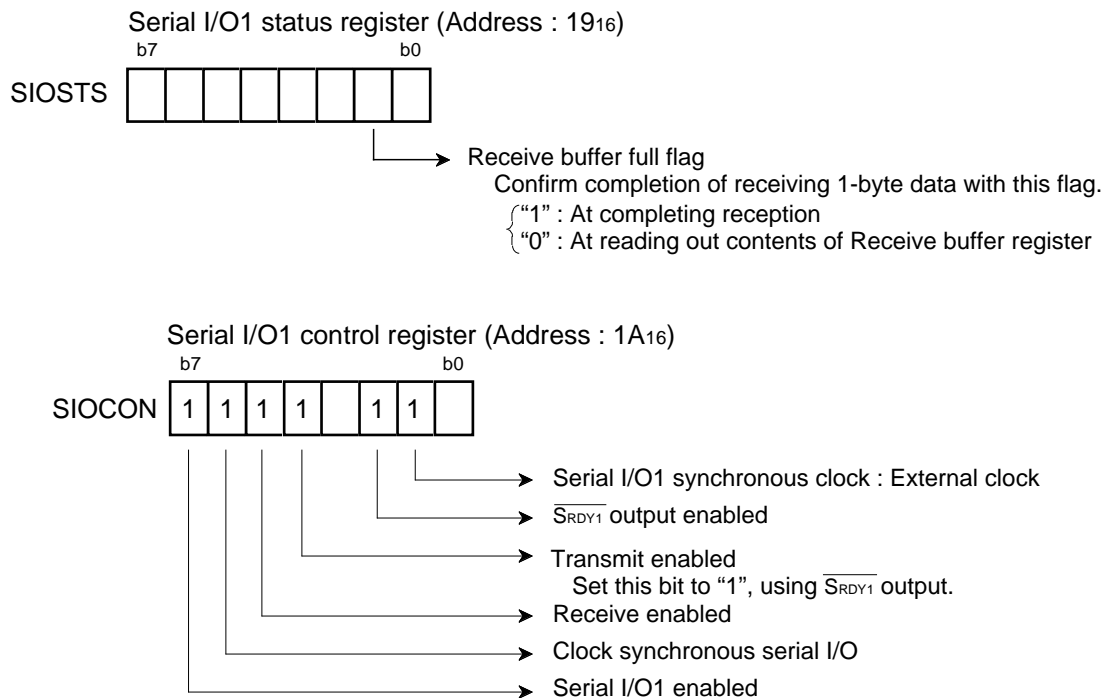 Serial I/O1 status register (Address : 1916)
b7 b0
SIOSTS
Receive buffer full flag
Confirm completion of receiving 1-byte data with this flag.
“1” : At completing reception
“0” : At reading out contents of Receive buffer register
Serial I/O1 control register (Address : 1A16)
b7 b0
SIOCON 1 1 1 1 1 1
Serial I/O1 synchronous clock : External clock
SRDY1 output enabled
Transmit enabled
Set this bit to “1”, using SRDY1 output.
Receive enabled
Clock synchronous serial I/O
Serial I/O1 enabled